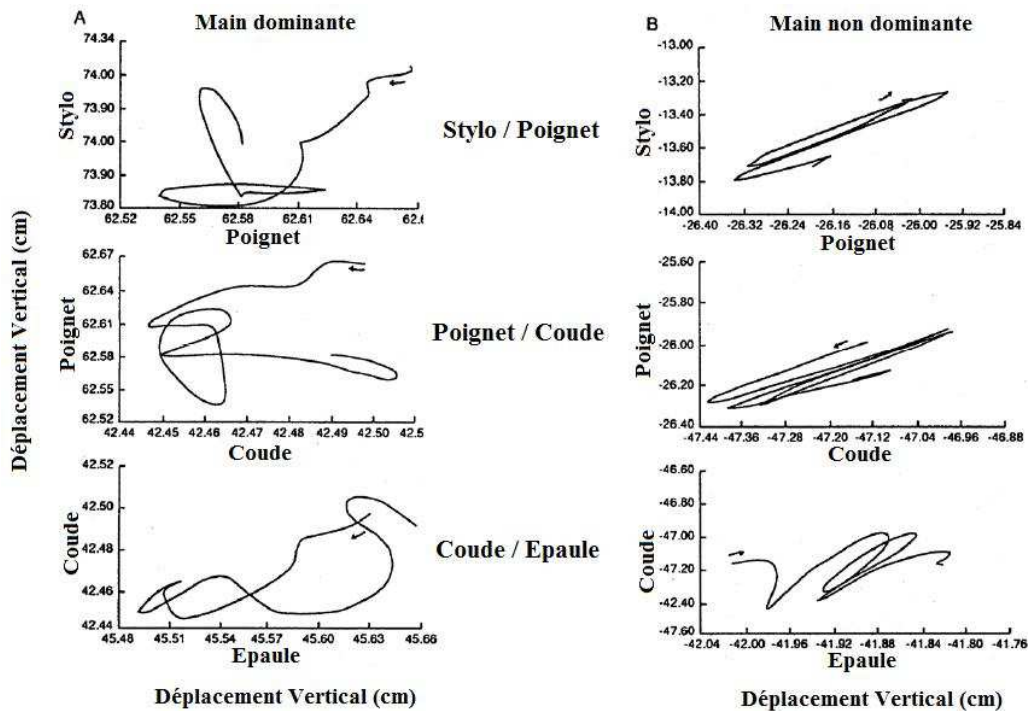 A
Main dominante
B
Main non dominante
Déplacement Vertical (cm)
Stylo
74.34
74.00
73.90
74.00
73.84
73.80
62.52 62.55 62.58 62.61 62.64
Poignet
Stylo / Poignet
Stylo
-13.00
-13.20
-13.40
-13.60
-13.80
-14.00
-26.40 -26.32 -26.24 -26.16 -26.08 -26.00 -25.92 -25.84
Poignet
Poignet
62.67
62.64
62.61
62.58
62.55
62.52
42.44 42.45 42.46 42.47 42.48 42.49 42.50 42.5
Coude
Poignet / Coude
Poignet
-25.60
-25.80
-26.00
-26.20
-26.40
-47.44 -47.36 -47.28 -47.20 -47.12 -47.04 -46.96 -46.88
Coude
Coude
42.52
42.50
42.48
42.46
42.44
45.48 45.51 45.54 45.57 45.60 45.63 45.66
Epaule
Coude / Epaule
Coude
-46.60
-46.80
-47.00
-47.20
-42.40
-47.60
-42.04 -42.00 -41.96 -41.92 -41.88 -41.84 -41.80 -41.76
Epaule
Déplacement Vertical (cm)
Déplacement Vertical (cm)